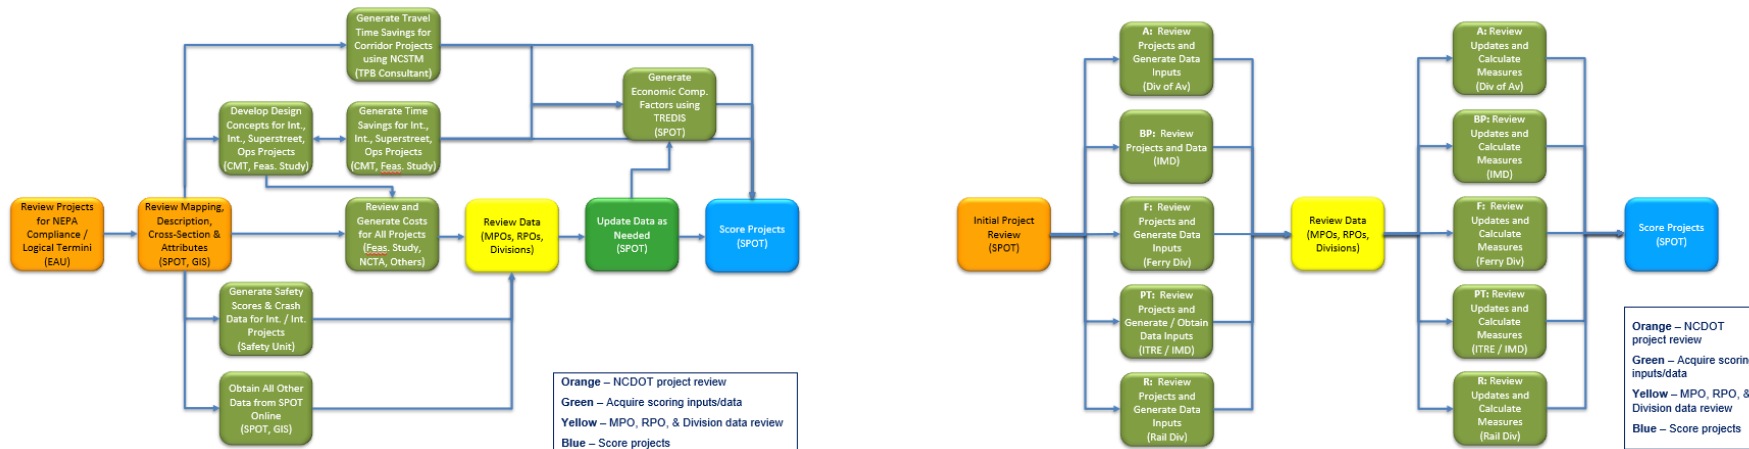 Generate Travel
Time Savings for
Corridor Projects
using NCSTM
(TPB Consultant)
Generate
Economic Comp.
Factors using
TREDIS
(SPOT)
Develop Design
Concepts for Int.,
Int., Superstreet,
Ops Projects
(CMT, Feas. Study)
Generate Time
Savings for Int.,
Int., Superstreet,
Ops Projects
(CMT, Feas. Study)
Review Projects
for NEPA
Compliance /
Logical Termini
(EAU)
Review Mapping,
Description,
Cross-Section &
Attributes
(SPOT, GIS)
Review and
Generate Costs
for All Projects
(Feas. Study,
NCTA, Others)
Review Data
(MPOs, RPOs,
Divisions)
Update Data as
Needed
(SPOT)
Score Projects
(SPOT)
Generate Safety
Scores & Crash
Data for Int. / Int.
Projects
(Safety Unit)
Obtain All Other
Data from SPOT
Online
(SPOT, GIS)
Orange – NCDOT project review
Green – Acquire scoring inputs/data
Yellow – MPO, RPO, & Division data review
Blue – Score projects
Initial Project
Review
(SPOT)
A: Review
Projects and
Generate Data
Inputs
(Div of Av)
BP: Review
Projects and Data
(IMD)
F: Review
Projects and
Generate Data
Inputs
(Ferry Div)
PT: Review
Projects and
Generate / Obtain
Data Inputs
(ITRE / IMD)
R: Review
Projects and
Generate Data
Inputs
(Rail Div)
Review Data
(MPOs, RPOs,
Divisions)
A: Review
Updates and
Calculate
Measures
(Div of Av)
BP: Review
Updates and
Calculate
Measures
(IMD)
F: Review
Updates and
Calculate
Measures
(Ferry Div)
PT: Review
Updates and
Calculate
Measures
(ITRE / IMD)
R: Review
Updates and
Calculate
Measures
(Rail Div)
Score Projects
(SPOT)
Orange – NCDOT
project review
Green – Acquire scoring
inputs/data
Yellow – MPO, RPO, &
Division data review
Blue – Score projects